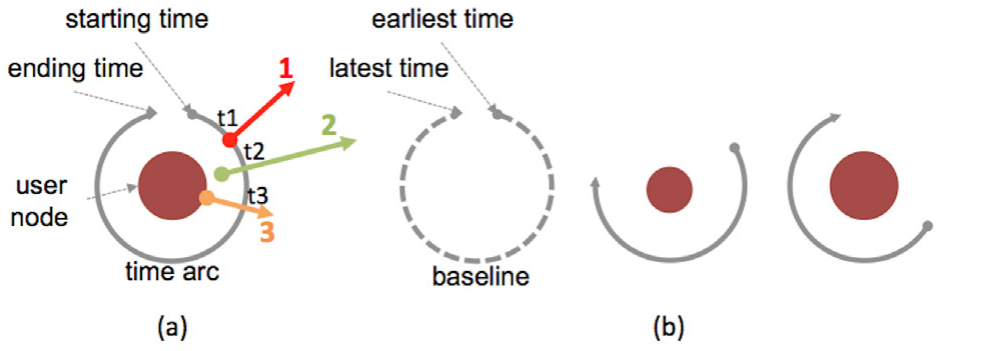 starting time
ending time
1
t1
2
t2
t3
3
user
node
time arc
(a)
earliest time
latest time
baseline
(b)